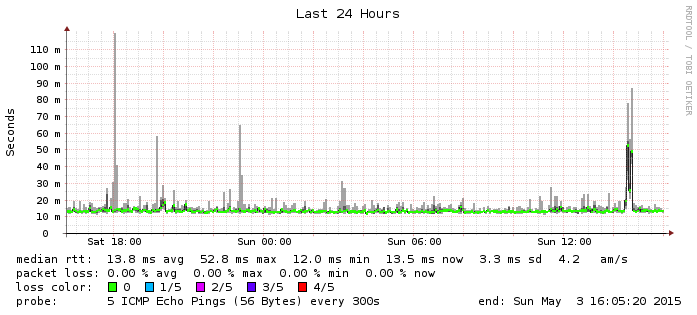 Last 24 Hours
RRDTOOL / TOBI OETIKER
Seconds
110 m
100 m
90 m
80 m
70 m
60 m
50 m
40 m
30 m
20 m
10 m
0
Sat 18:00 Sun 00:00 Sun 06:00 Sun 12:00
median rtt: 13.8 ms avg 52.8 ms max 12.0 ms min 13.5 ms now 3.3 ms sd 4.2 am/s
packet loss: 0.00 % avg 0.00 % max 0.00 % min 0.00 % now
loss color: 0 1/5 2/5 3/5 4/5
probe: 5 ICMP Echo Pings (56 Bytes) every 300s end: Sun May 3 16:05:20 2015